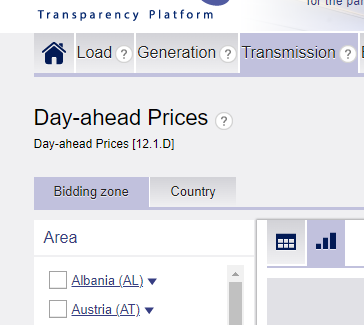 for the par
Transparency Platform
Load ? Generation ? Transmission ?
Day-ahead Prices ?
Day-ahead Prices [12.1.D]
Bidding zone Country
Area
Albania (AL)
Austria (AT)